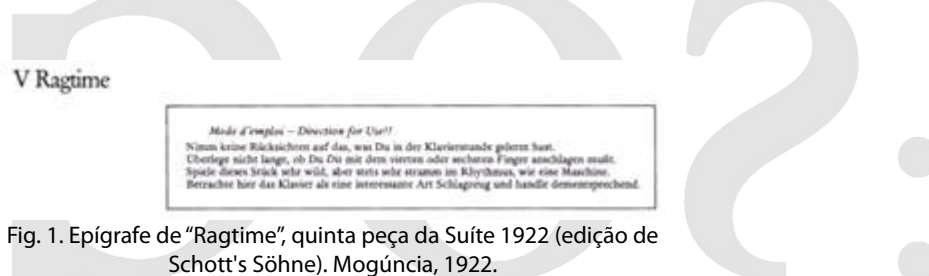 V Ragtime
Mode d'emploi – Direction for Use!!
Nimm keine Rücksichten auf das, was Du in der Klavierstunde gelernt hast.
Überlege nicht lange, ob Du Dis mit dem vierten oder sechsten Finger anschlagen mußt.
Spiele dieses Stück sehr wild, aber stets sehr stramm im Rhythmus, wie eine Maschine.
Betrachte hier das Klavier als eine interessante Art Schlagzeug und handle dementsprechend.
Fig. 1. Epígrafe de “Ragtime”, quinta peça da Suíte 1922 (edição de
Schott's Söhne). Mogúncia, 1922.